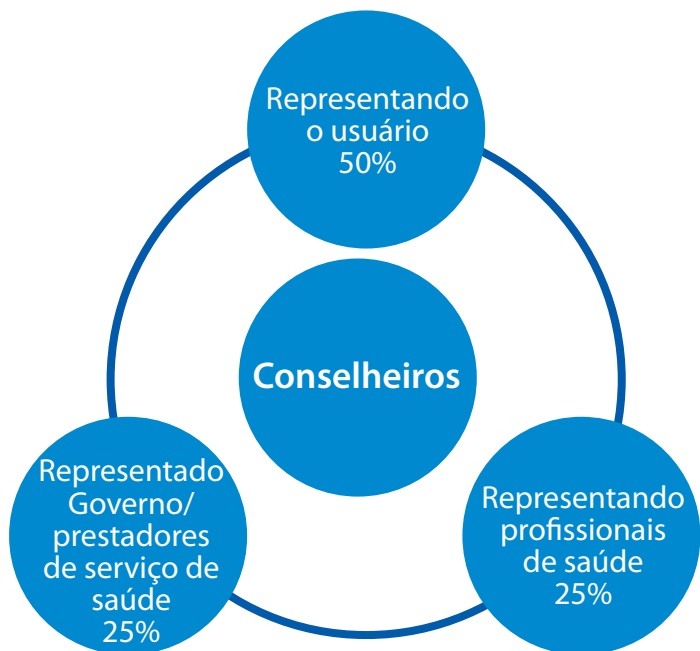 Representando
o usuário
50%
Conselheiros
Representado
Governo/
prestadores
de serviço de
saúde
25%
Representando
profissionais
de saúde
25%